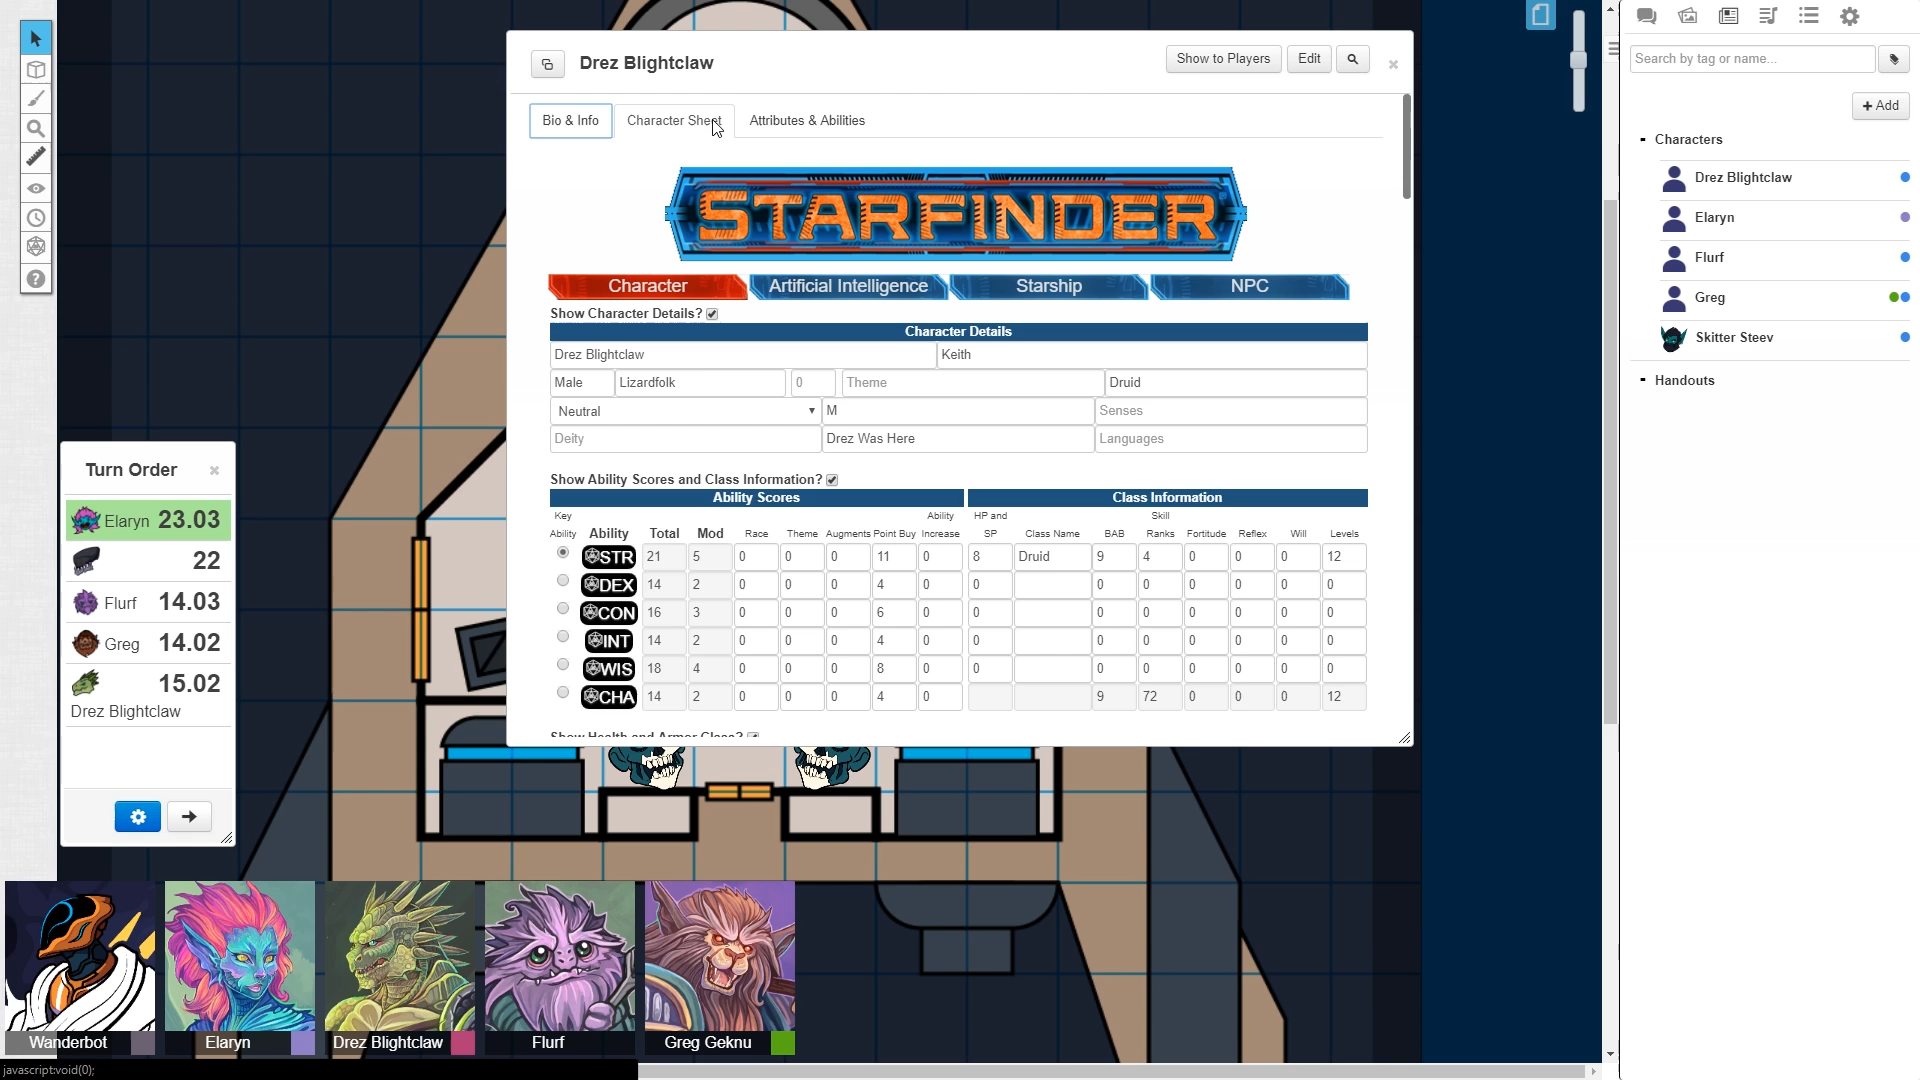 Drez Blightclaw
Show to Players
Edit
Bio & Info
Character Sheet
Attributes & Abilities
STARFINDER
Character
Artificial Intelligence
Starship
NPC
Show Character Details?
Character Details
Drez Blightclaw
Keith
Male
Lizardfolk
0
Theme
Druid
Neutral
M
Senses
Deity
Drez Was Here
Languages
Show Ability Scores and Class Information?
Ability Scores
Class Information
Key Ability
Ability
Total
Mod
Race
Theme
Augments
Point Buy
Ability Increase
HP and SP
Class Name
BAB
Skill Ranks
Fortitude
Reflex
Will
Levels
STR 21 5 0 0 0 11 0 8 Druid 9 4 0 0 0 12
DEX 14 2 0 0 0 4 0 0 0 0 0 0 0 0
CON 16 3 0 0 0 6 0 0 0 0 0 0 0 0
INT 14 2 0 0 0 4 0 0 0 0 0 0 0 0
WIS 18 4 0 0 0 8 0 0 0 0 0 0 0 0
CHA 14 2 0 0 0 4 0 9 72 0 0 0 12
Show Health and Armor Class?
Turn Order
Elaryn 23.03
22
Flurf 14.03
Greg 14.02
15.02
Drez Blightclaw
Wanderbot
Elaryn
Drez Blightclaw
Flurf
Greg Geknu
javascript:void(0);
Search by tag or name...
+ Add
Characters
Drez Blightclaw
Elaryn
Flurf
Greg
Skitter Steev
Handouts